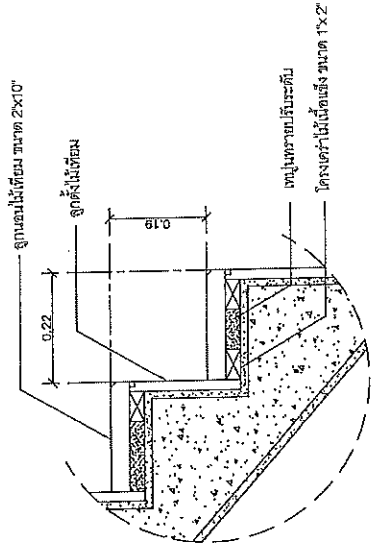 ลูกนอนไม้เทียม ขนาด 2"x10"
ลูกตั้งไม้เทียม
0.22
0.19
เทปูนทรายปรับระดับ
โครงเคร่าไม้เนื้อแข็ง ขนาด 1"x2"